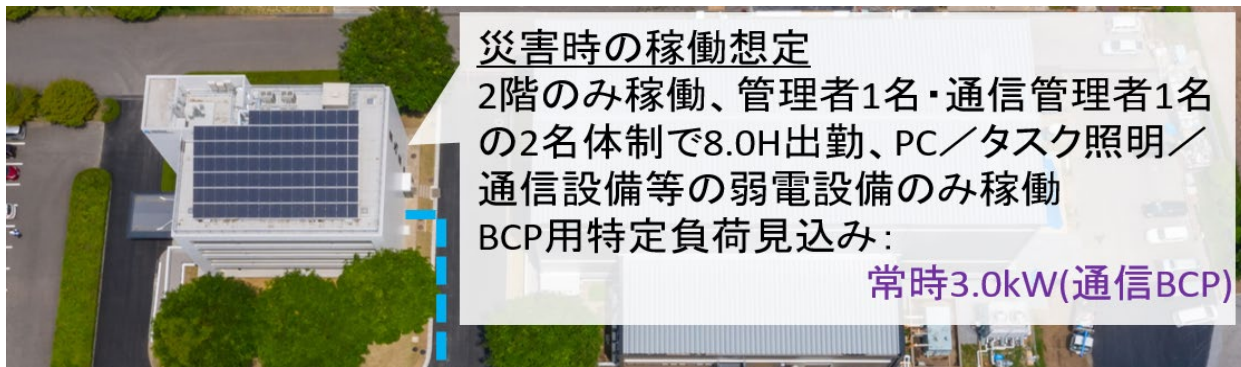 災害時の稼働想定
2階のみ稼働、管理者1名・通信管理者1名
の2名体制で8.0H出勤、PC／タスク照明／
通信設備等の弱電設備のみ稼働
BCP用特定負荷見込み：
常時3.0kW(通信BCP)